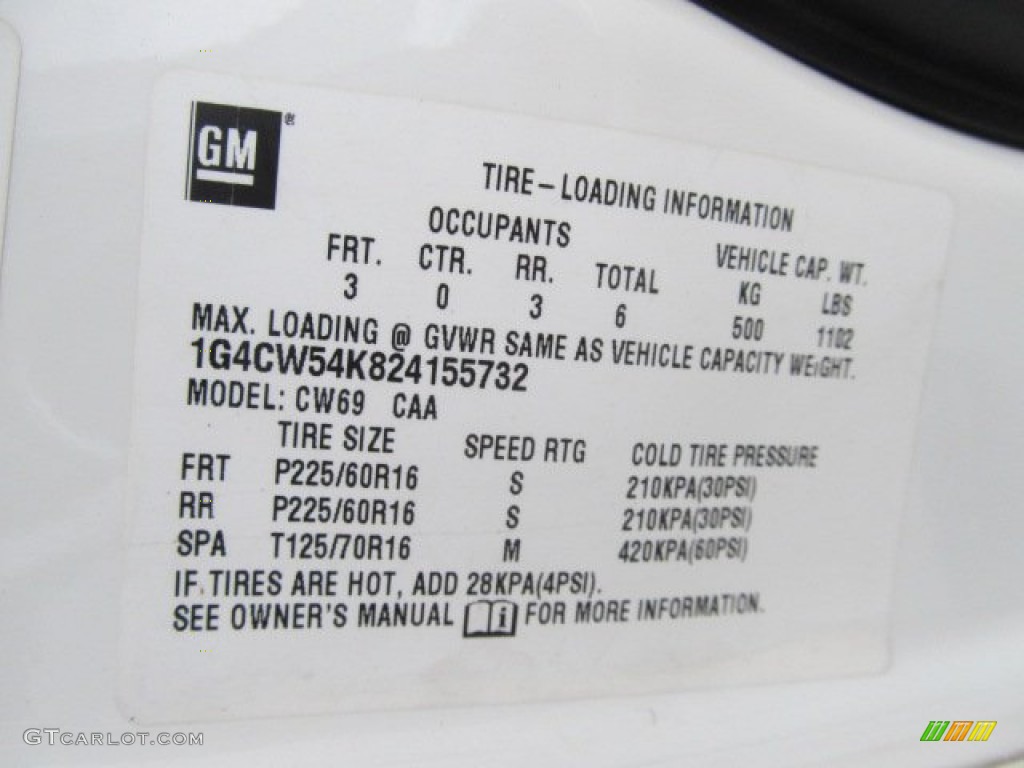 GM®
TIRE-LOADING INFORMATION
OCCUPANTS VEHICLE CAP. WT.
FRT. CTR. RR. TOTAL KG LBS
3 0 3 6 500 1102
MAX. LOADING @ GVWR SAME AS VEHICLE CAPACITY WEIGHT.
1G4CW54K824155732
MODEL: CW69 CAA
TIRE SIZE SPEED RTG COLD TIRE PRESSURE
FRT P225/60R16 S 210KPA(30PSI)
RR P225/60R16 S 210KPA(30PSI)
SPA T125/70R16 M 420KPA(60PSI)
IF TIRES ARE HOT, ADD 28KPA(4PSI).
SEE OWNER'S MANUAL i FOR MORE INFORMATION.
GTCARLOT.COM